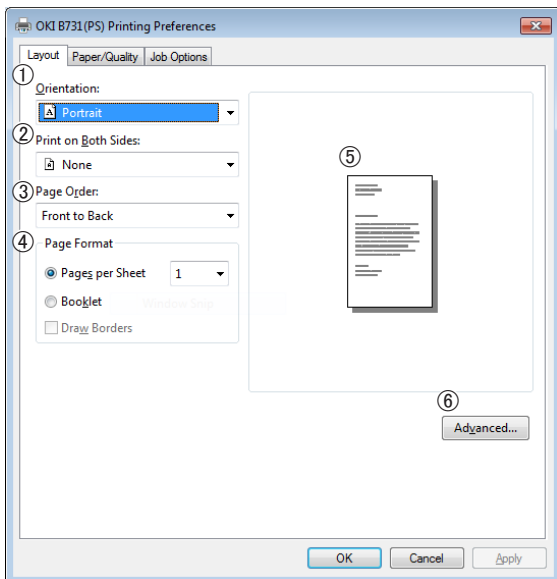 OKI B731(PS) Printing Preferences
Layout Paper/Quality Job Options
①
Orientation:
Portrait
②
Print on Both Sides:
None
③
Page Order:
Front to Back
④
Page Format
Pages per Sheet 1
Booklet
Window Snip
Draw Borders
⑤
⑥
Advanced...
OK Cancel Apply